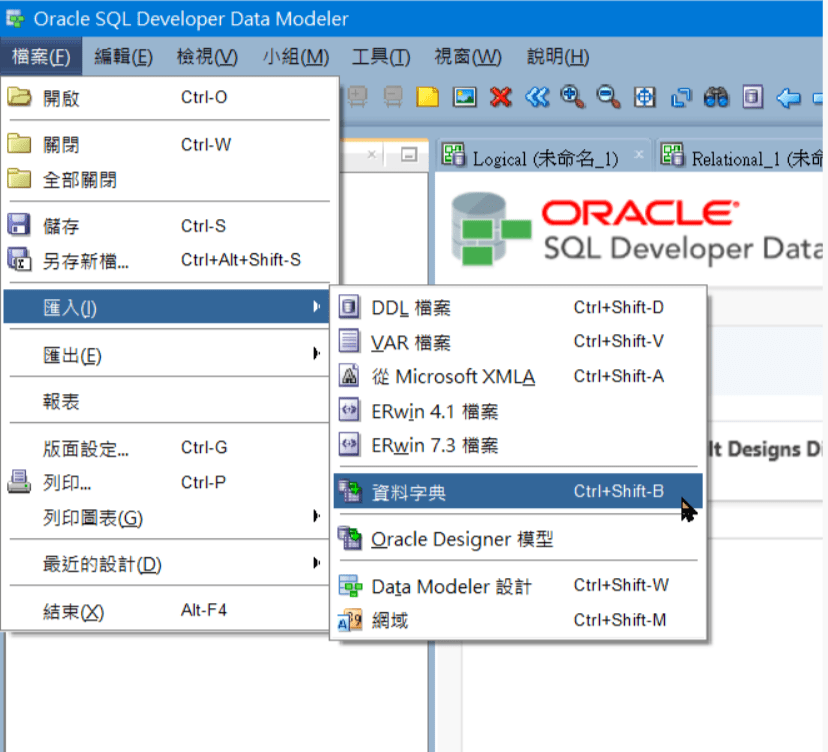 Oracle SQL Developer Data Modeler
檔案(F) 編輯(E) 檢視(V) 小組(M) 工具(T) 視窗(W) 說明(H)
開啟 Ctrl-O
關閉 Ctrl-W
全部關閉
儲存 Ctrl-S
另存新檔... Ctrl+Alt+Shift-S
匯入(I)
匯出(E)
報表
版面設定... Ctrl-G
列印... Ctrl-P
列印圖表(G)
最近的設計(D)
結束(X) Alt-F4
DDL 檔案 Ctrl+Shift-D
VAR 檔案 Ctrl+Shift-V
從 Microsoft XMLA Ctrl+Shift-A
ERwin 4.1 檔案
ERwin 7.3 檔案
資料字典 Ctrl+Shift-B
Oracle Designer 模型
Data Modeler 設計 Ctrl+Shift-W
網域 Ctrl+Shift-M
Logical (未命名_1) Relational_1 (未命
ORACLE
SQL Developer Data
lt Designs D